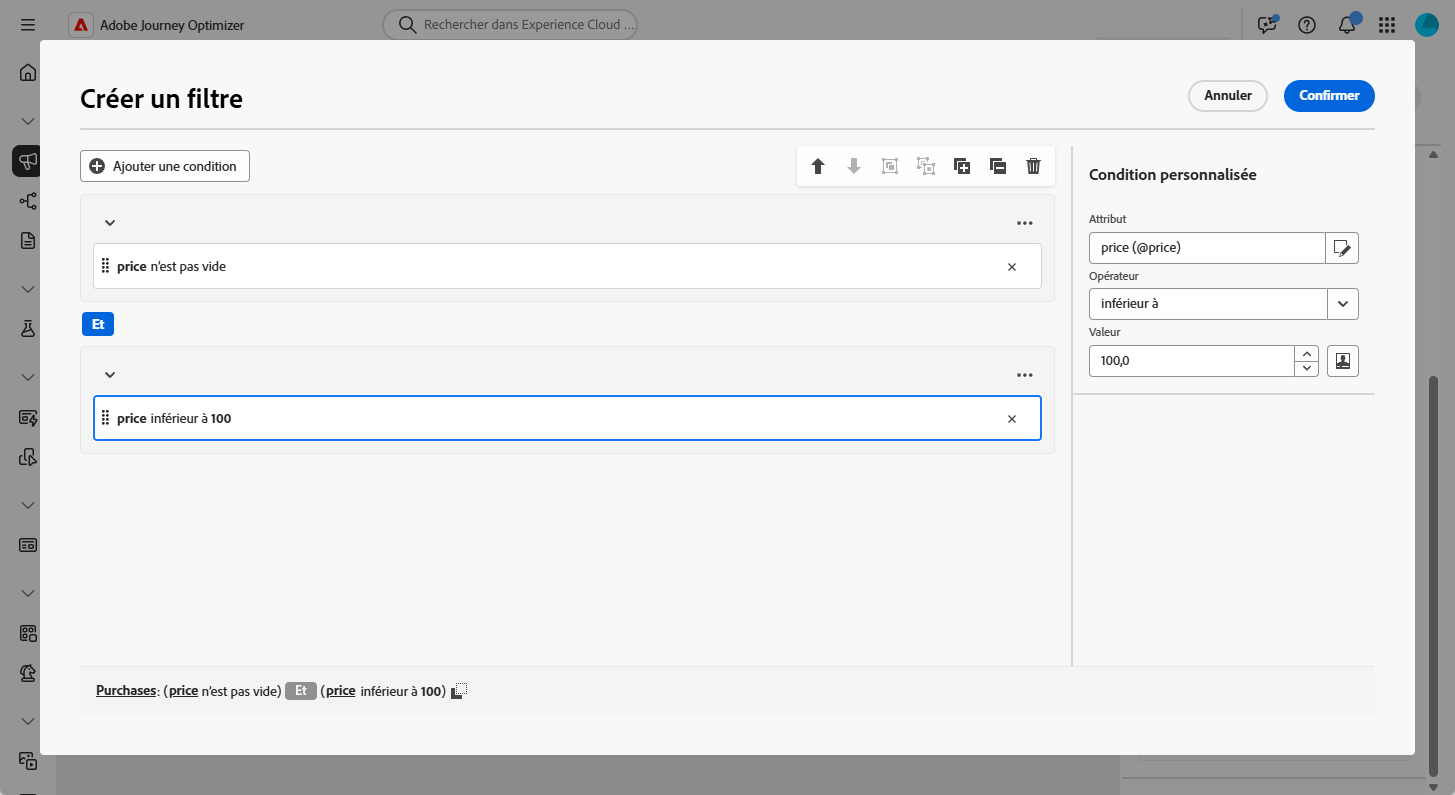 Adobe Journey Optimizer
Rechercher dans Experience Cloud ...
Créer un filtre
Annuler
Confirmer
Ajouter une condition
price n'est pas vide
Et
price inférieur à 100
Condition personnalisée
Attribut
price (@price)
Opérateur
inférieur à
Valeur
100,0
Purchases: (price n'est pas vide) Et (price inférieur à 100)